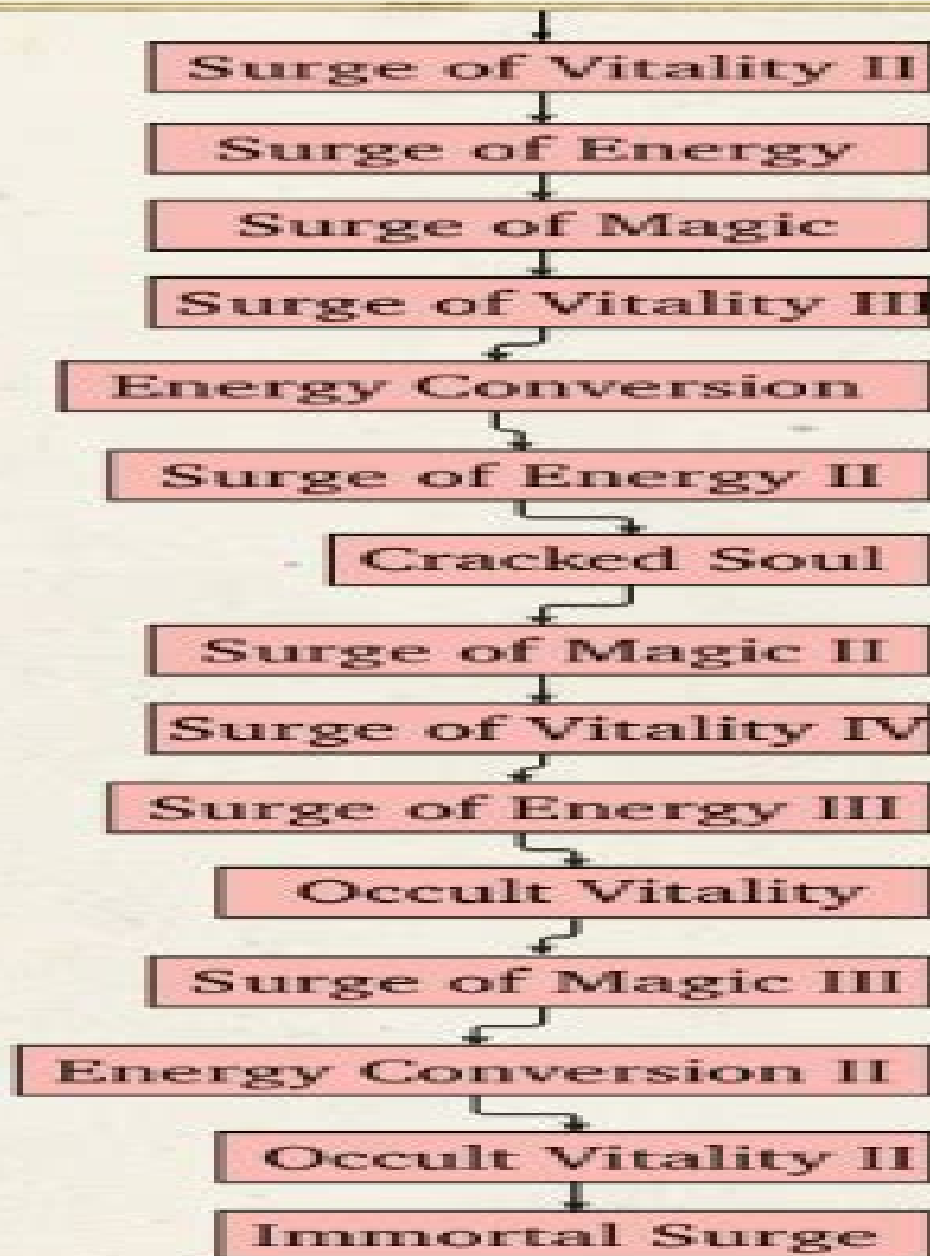 Surge of Vitality II
Surge of Energy
Surge of Magic
Surge of Vitality III
Energy Conversion
Surge of Energy II
Cracked Soul
Surge of Magic II
Surge of Vitality IV
Surge of Energy III
Occult Vitality
Surge of Magic III
Energy Conversion II
Occult Vitality II
Immortal Surge